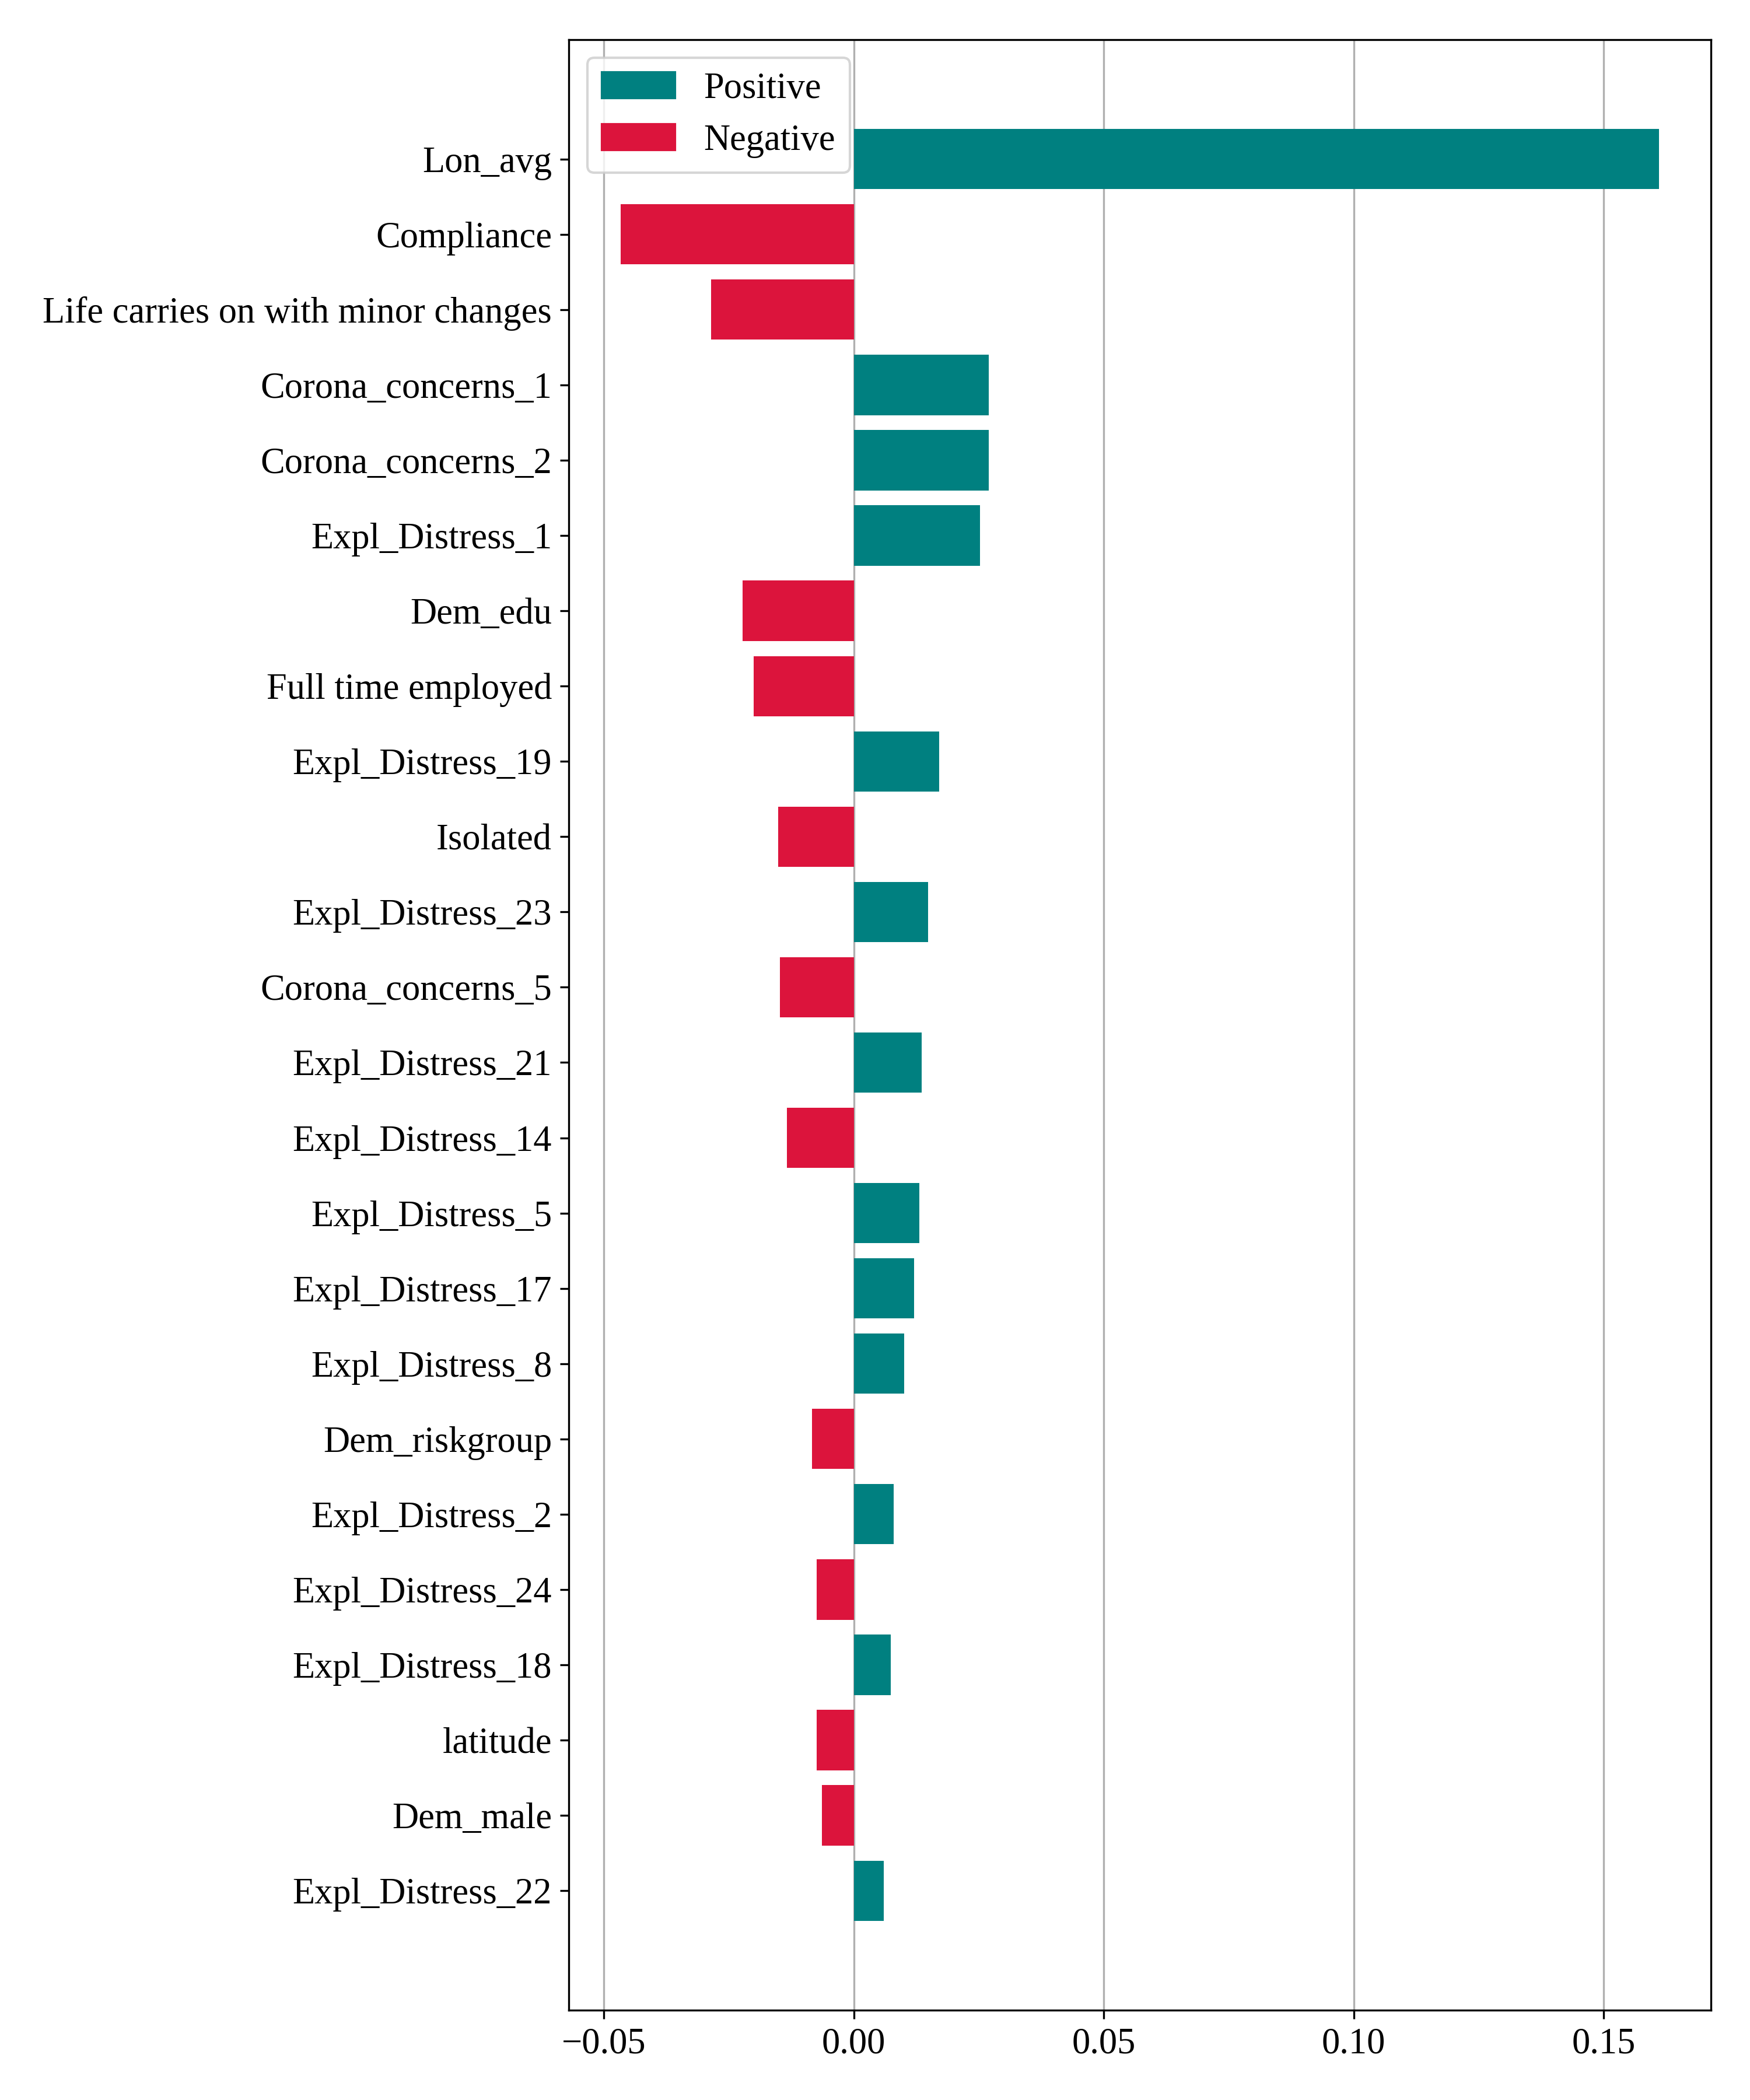 Positive
Negative
Lon_avg
Compliance
Life carries on with minor changes
Corona_concerns_1
Corona_concerns_2
Expl_Distress_1
Dem_edu
Full time employed
Expl_Distress_19
Isolated
Expl_Distress_23
Corona_concerns_5
Expl_Distress_21
Expl_Distress_14
Expl_Distress_5
Expl_Distress_17
Expl_Distress_8
Dem_riskgroup
Expl_Distress_2
Expl_Distress_24
Expl_Distress_18
latitude
Dem_male
Expl_Distress_22
−0.05 0.00 0.05 0.10 0.15